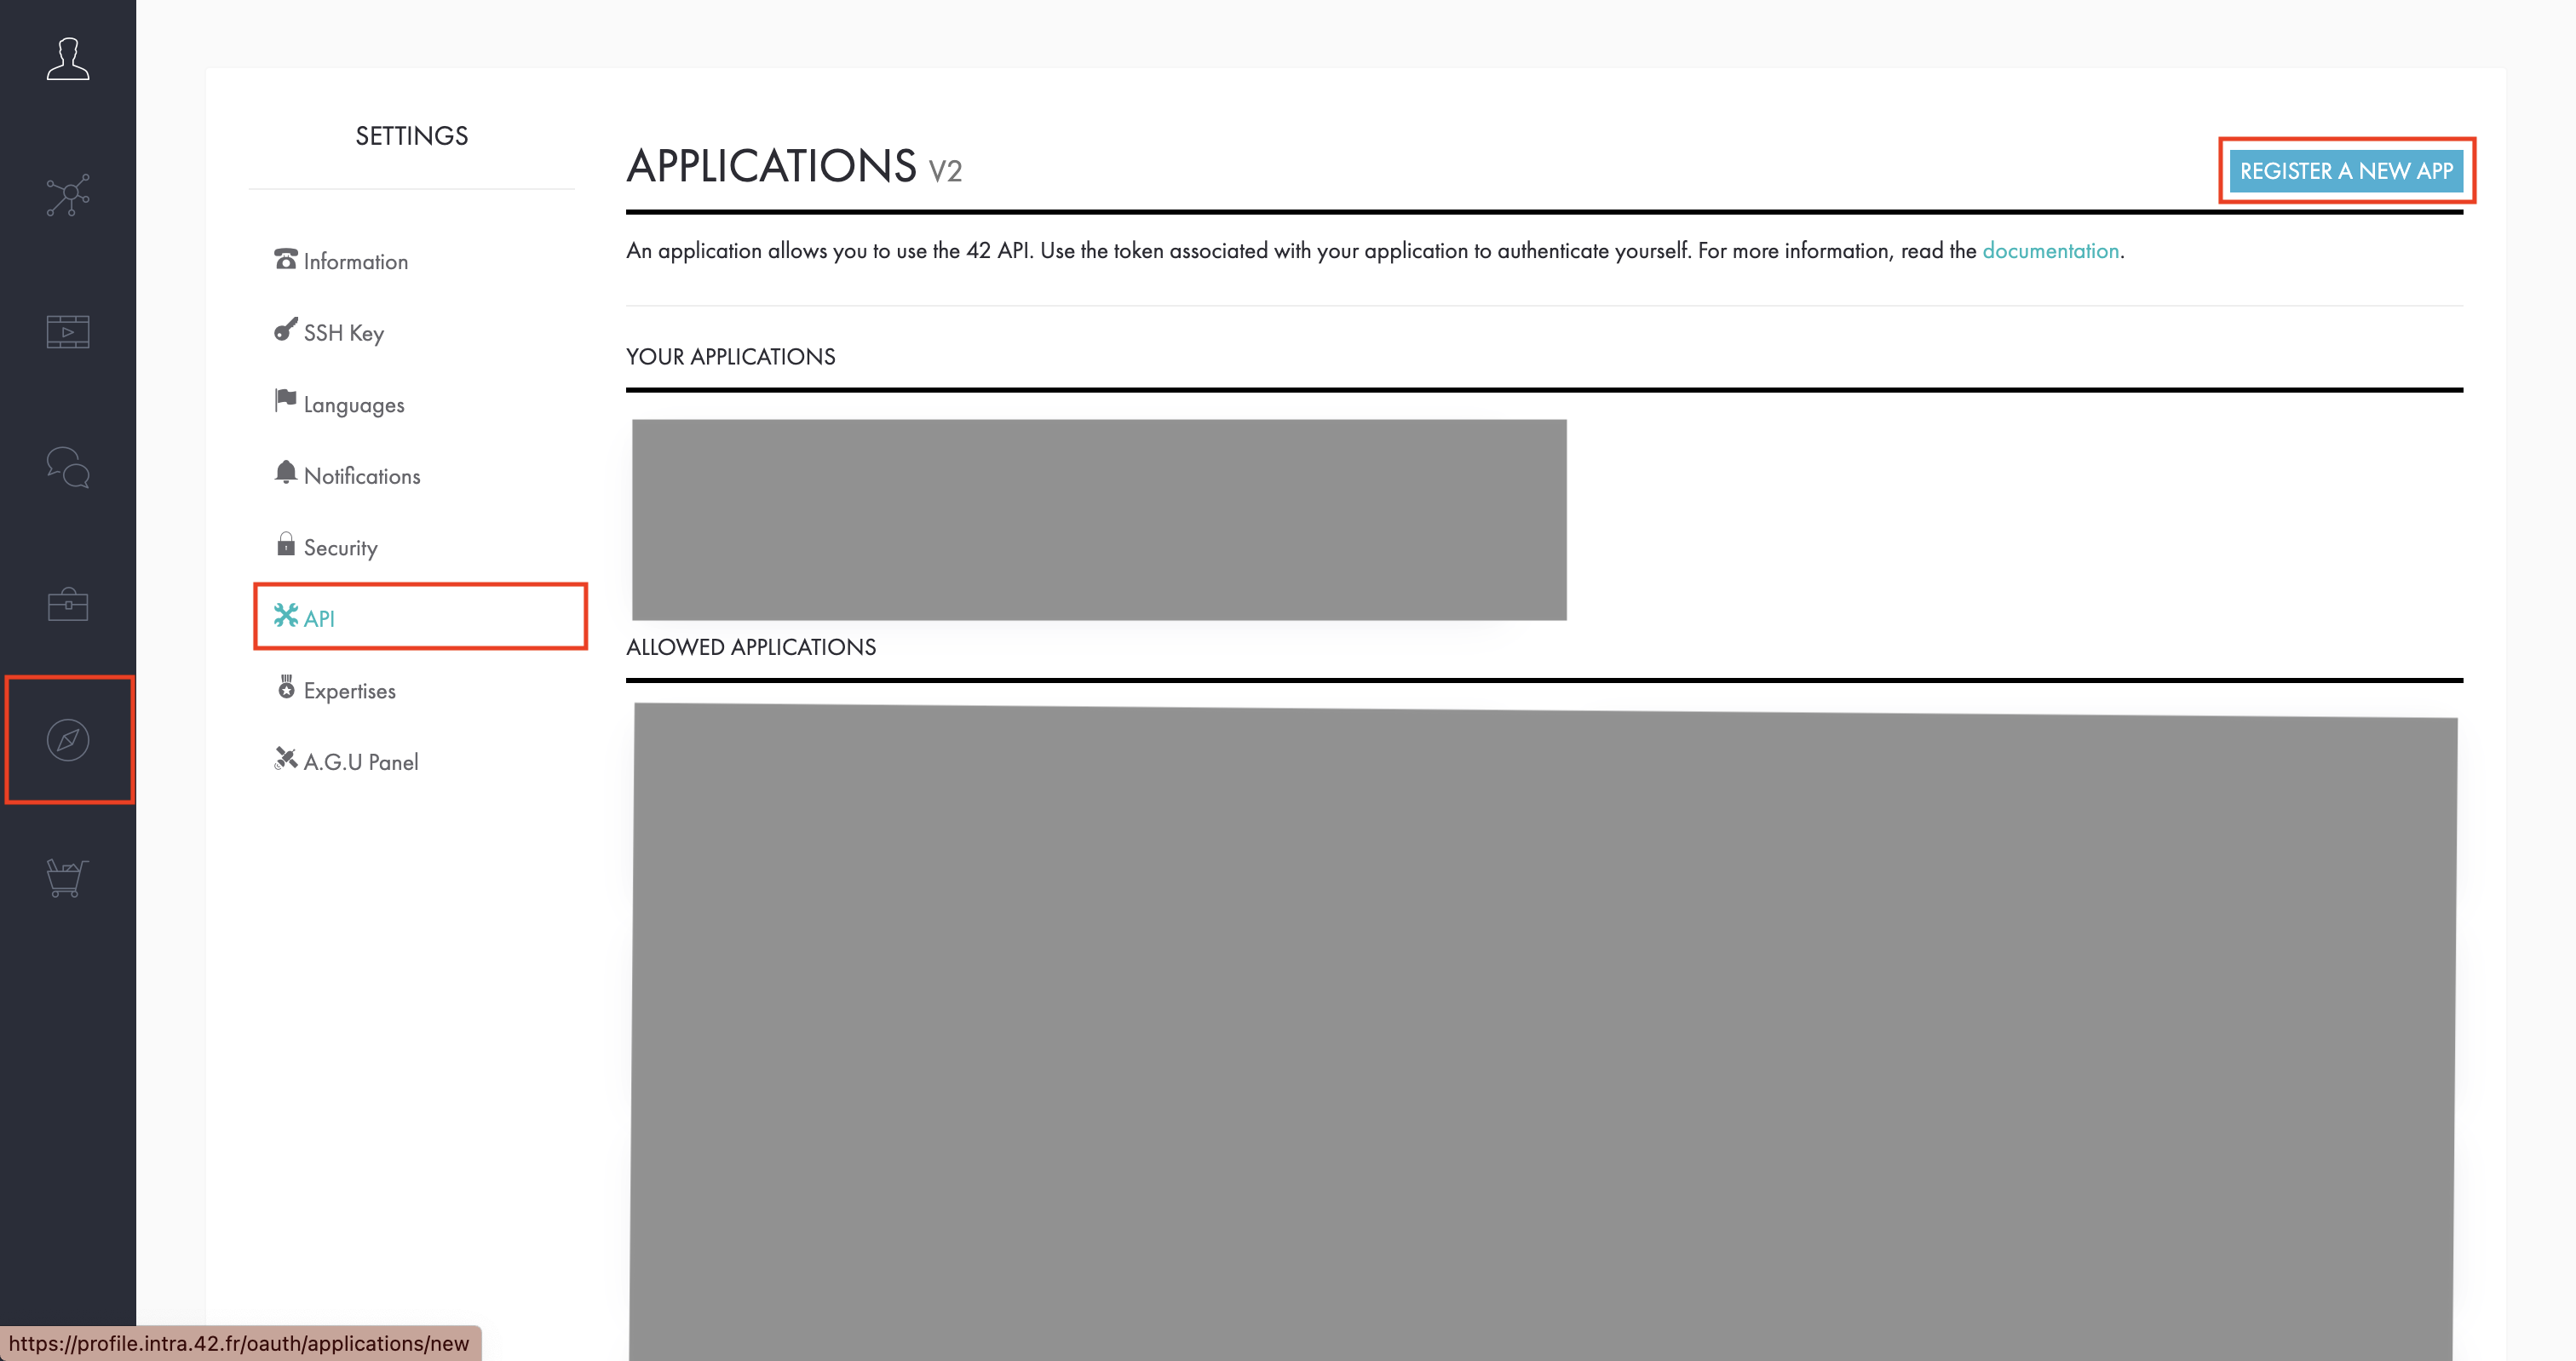 SETTINGS
Information
SSH Key
Languages
Notifications
Security
API
Expertises
A.G.U Panel
APPLICATIONS V2
REGISTER A NEW APP
An application allows you to use the 42 API. Use the token associated with your application to authenticate yourself. For more information, read the documentation.
YOUR APPLICATIONS
ALLOWED APPLICATIONS
https://profile.intra.42.fr/oauth/applications/new